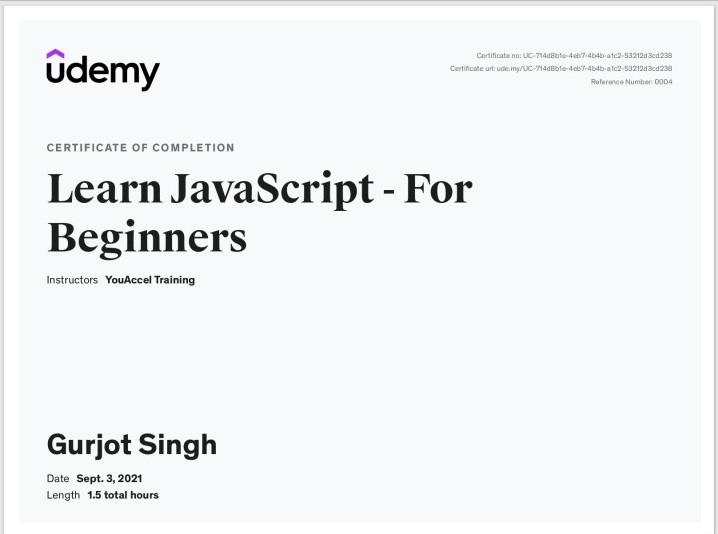 udemy
Certificate no: UC-714d8b1e-4eb7-4b4b-a1c2-53212d3cd238
Certificate url: ude.my/UC-714d8b1e-4eb7-4b4b-a1c2-53212d3cd238
Reference Number: 0004
CERTIFICATE OF COMPLETION
Learn JavaScript - For
Beginners
Instructors YouAccel Training
Gurjot Singh
Date Sept. 3, 2021
Length 1.5 total hours